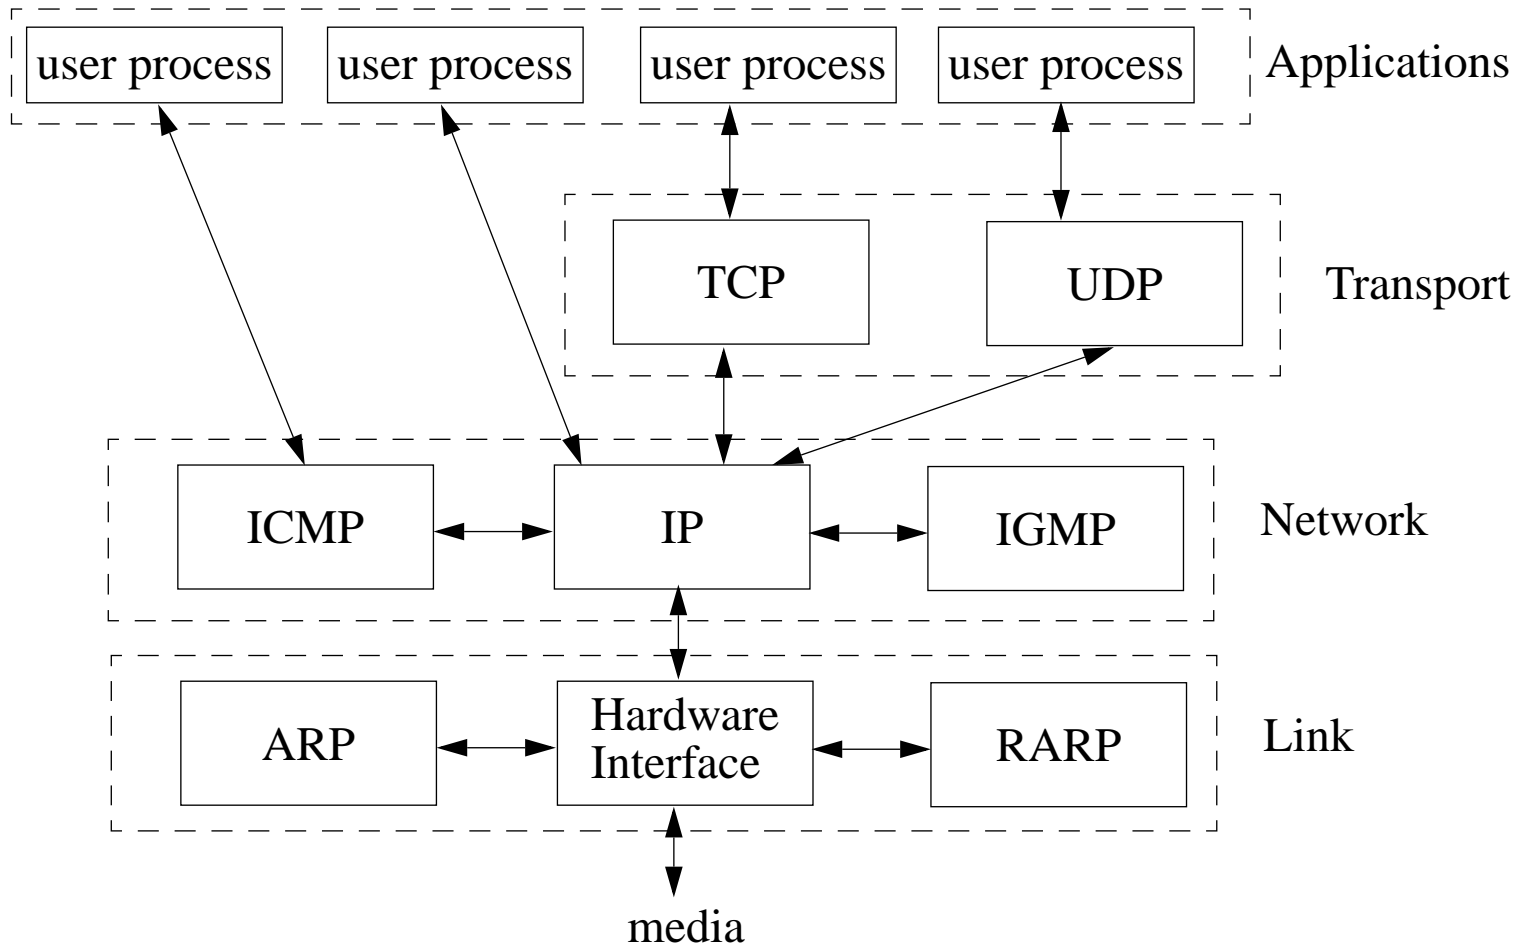 user process user process user process user process Applications
TCP UDP Transport
ICMP IP IGMP Network
ARP Hardware Interface RARP Link
media